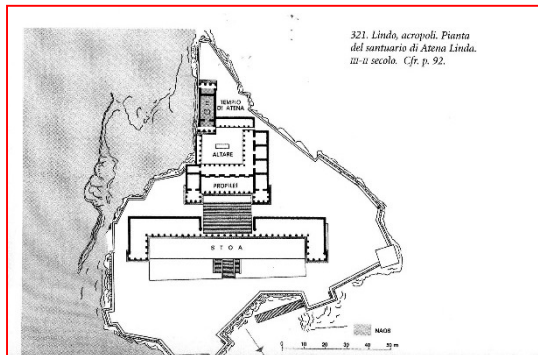 321. Lindo, acropoli. Pianta
del santuario di Atena Linda.
III-II secolo. Cfr. p. 92.
TEMPIO
DI ATENA
ALTARE
PROPILEI
STOA
NAOS
0 10 20 30 40 50 m